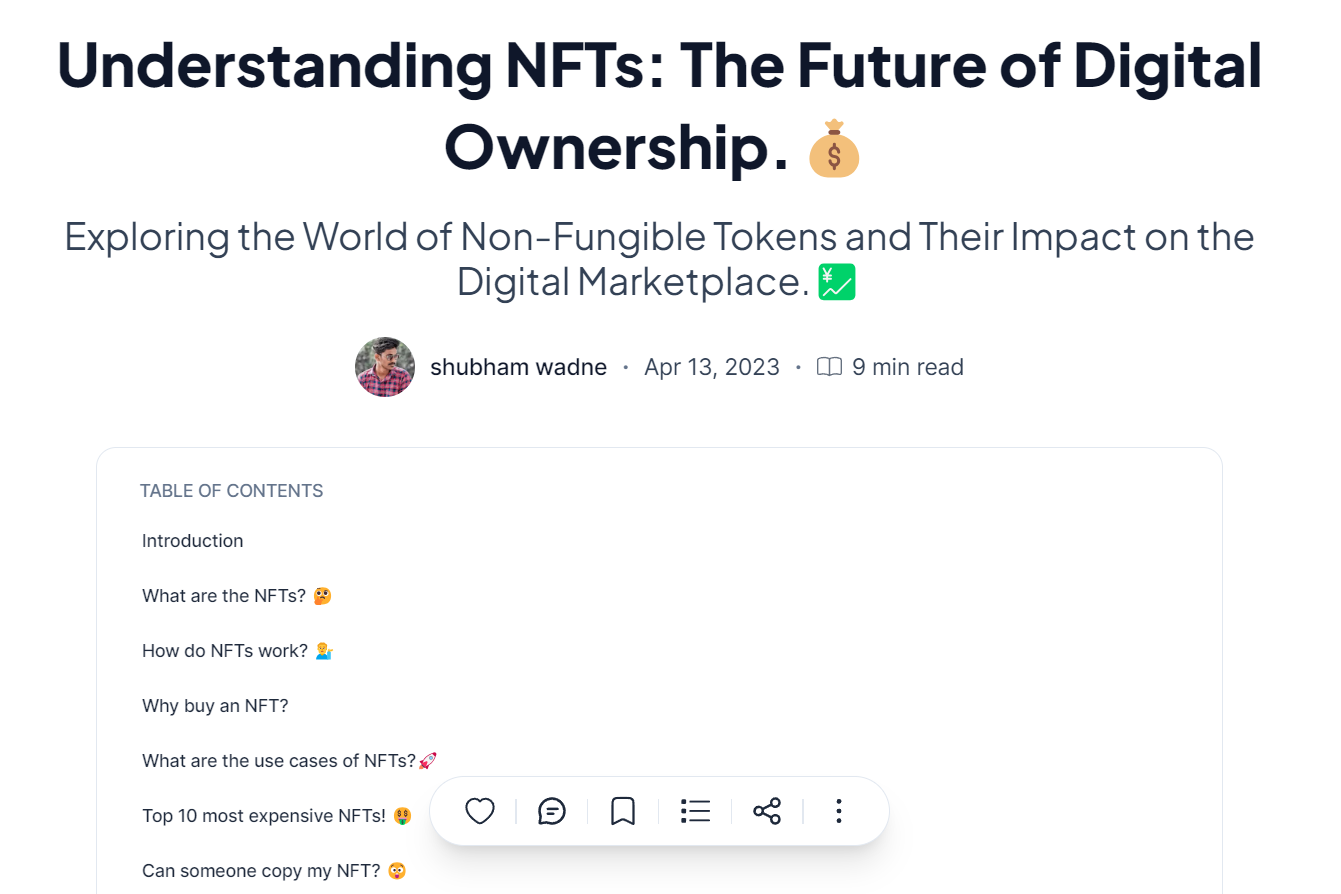 Understanding NFTs: The Future of Digital
Ownership. 💰
Exploring the World of Non-Fungible Tokens and Their Impact on the
Digital Marketplace. 💹
shubham wadne · Apr 13, 2023 · 9 min read
TABLE OF CONTENTS
Introduction
What are the NFTs? 🤔
How do NFTs work? 💁‍♂️
Why buy an NFT?
What are the use cases of NFTs?🚀
Top 10 most expensive NFTs! 🤑
Can someone copy my NFT? 😳